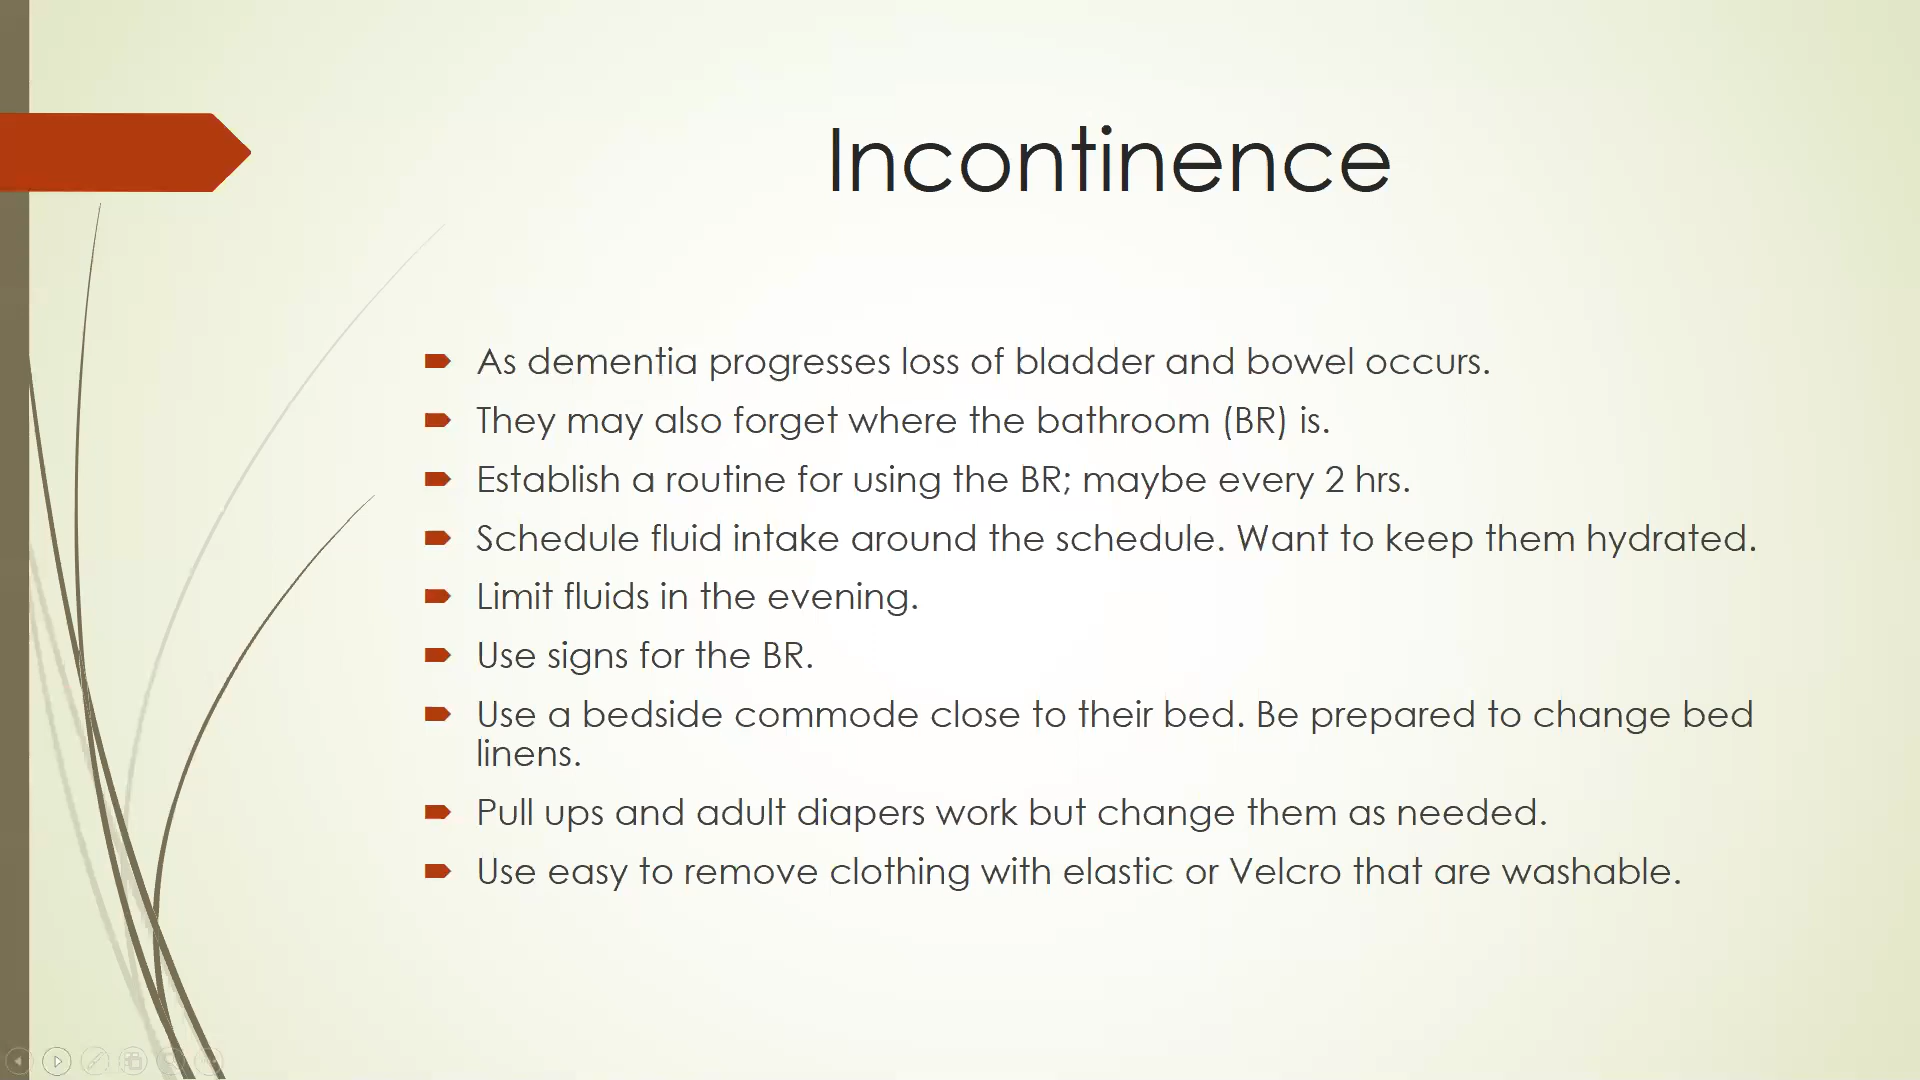 Incontinence
As dementia progresses loss of bladder and bowel occurs.
They may also forget where the bathroom (BR) is.
Establish a routine for using the BR; maybe every 2 hrs.
Schedule fluid intake around the schedule. Want to keep them hydrated.
Limit fluids in the evening.
Use signs for the BR.
Use a bedside commode close to their bed. Be prepared to change bed
linens.
Pull ups and adult diapers work but change them as needed.
Use easy to remove clothing with elastic or Velcro that are washable.